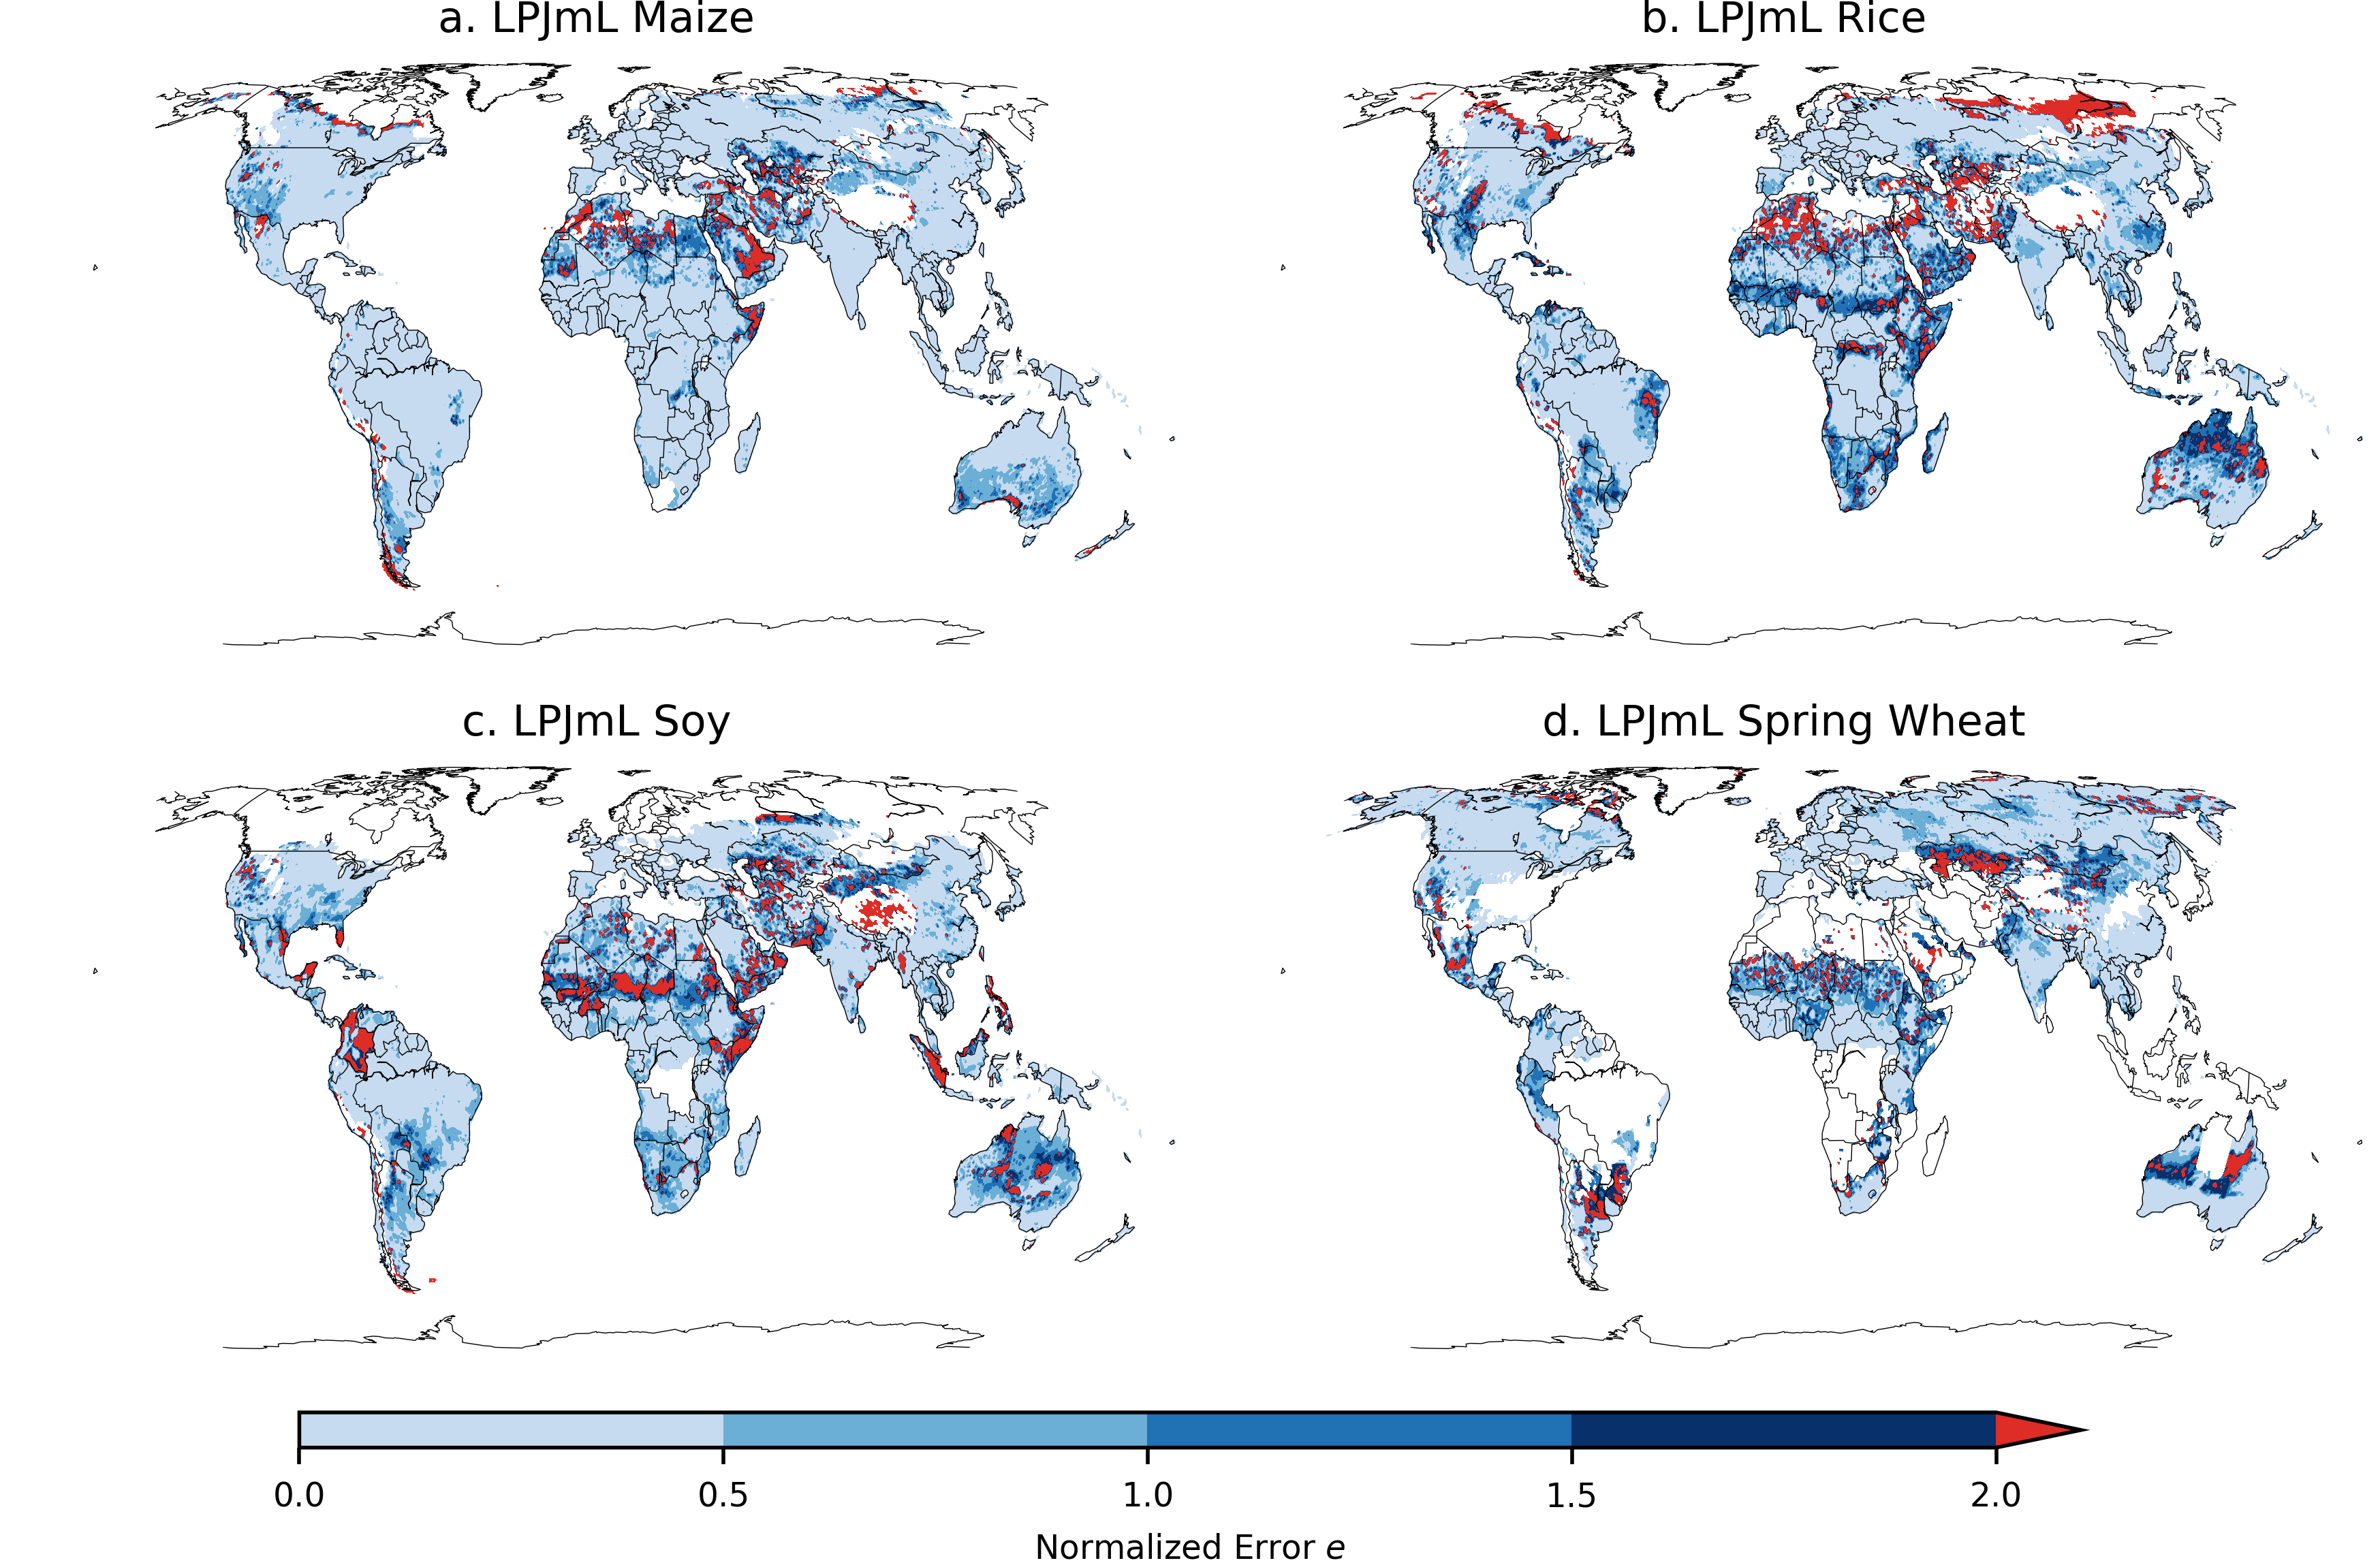 a. LPJmL Maize
b. LPJmL Rice
c. LPJmL Soy
d. LPJmL Spring Wheat
0.0 0.5 1.0 1.5 2.0
Normalized Error e